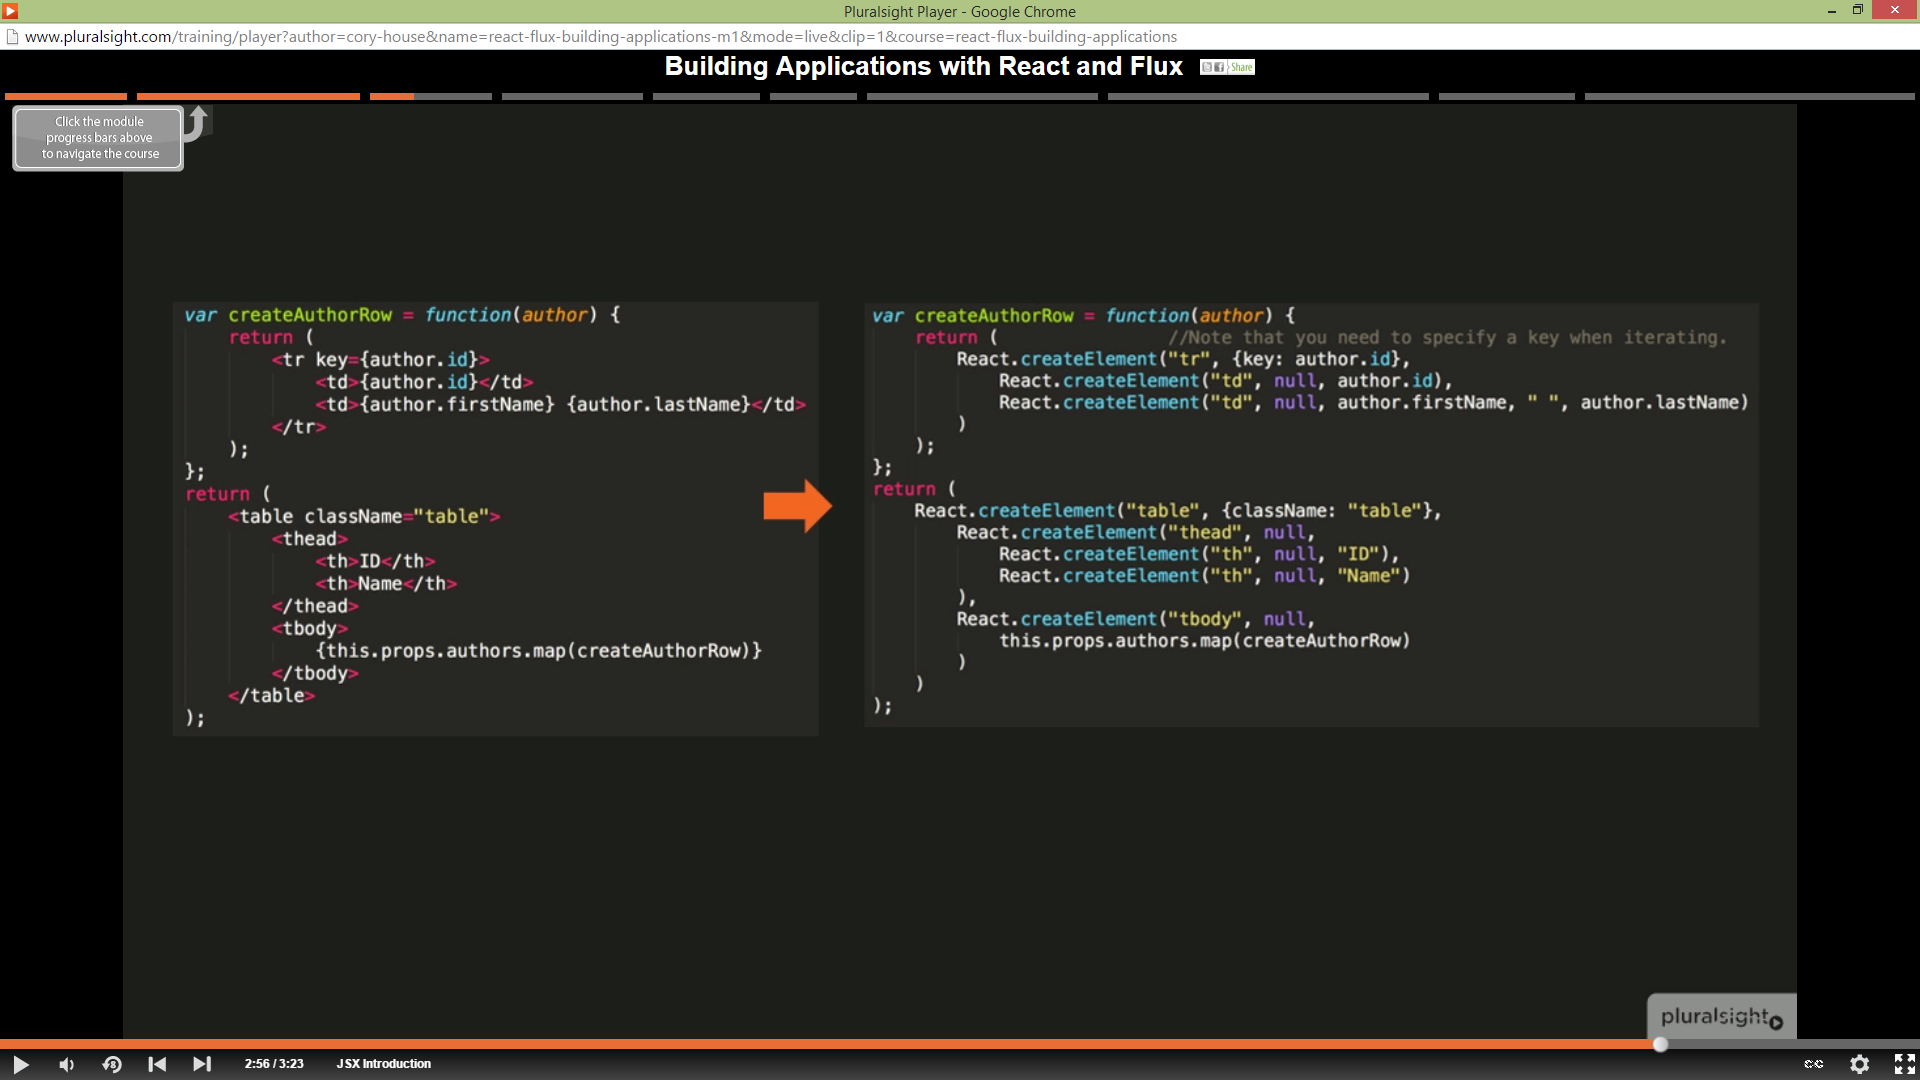 Pluralsight Player - Google Chrome
www.pluralsight.com/training/player?author=cory-house&name=react-flux-building-applications-m1&mode=live&clip=1&course=react-flux-building-applications
Building Applications with React and Flux
Share
Click the module
progress bars above
to navigate the course
var createAuthorRow = function(author) {
    return (
        <tr key={author.id}>
            <td>{author.id}</td>
            <td>{author.firstName} {author.lastName}</td>
        </tr>
    );
};
return (
    <table className="table">
        <thead>
            <th>ID</th>
            <th>Name</th>
        </thead>
        <tbody>
            {this.props.authors.map(createAuthorRow)}
        </tbody>
    </table>
);
var createAuthorRow = function(author) {
    return (                //Note that you need to specify a key when iterating.
        React.createElement("tr", {key: author.id},
            React.createElement("td", null, author.id),
            React.createElement("td", null, author.firstName, " ", author.lastName)
        )
    );
};
return (
    React.createElement("table", {className: "table"},
        React.createElement("thead", null,
            React.createElement("th", null, "ID"),
            React.createElement("th", null, "Name")
        ),
        React.createElement("tbody", null,
            this.props.authors.map(createAuthorRow)
        )
    )
);
pluralsight
8
2:56 / 3:23
JSX Introduction
CC